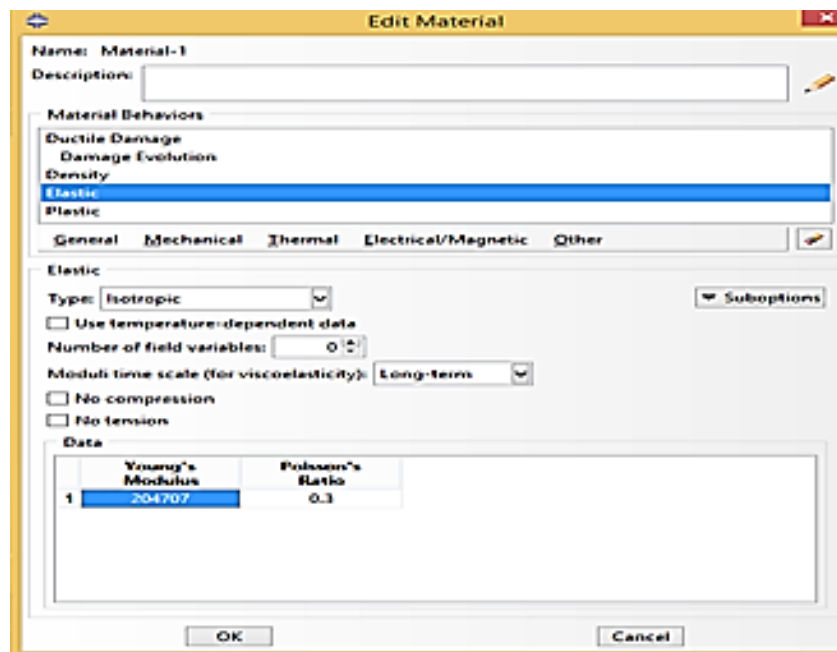 Edit Material
Name: Material-1
Description:
Material Behaviors
Ductile Damage
Damage Evolution
Density
Elastic
Plastic
General Mechanical Thermal Electrical/Magnetic Other
Elastic
Type: Isotropic
Suboptions
Use temperature-dependent data
Number of field variables: 0
Moduli time scale (for viscoelasticity): Long-term
No compression
No tension
Data
Young's Poisson's
Modulus Ratio
1 204707 0.3
OK Cancel